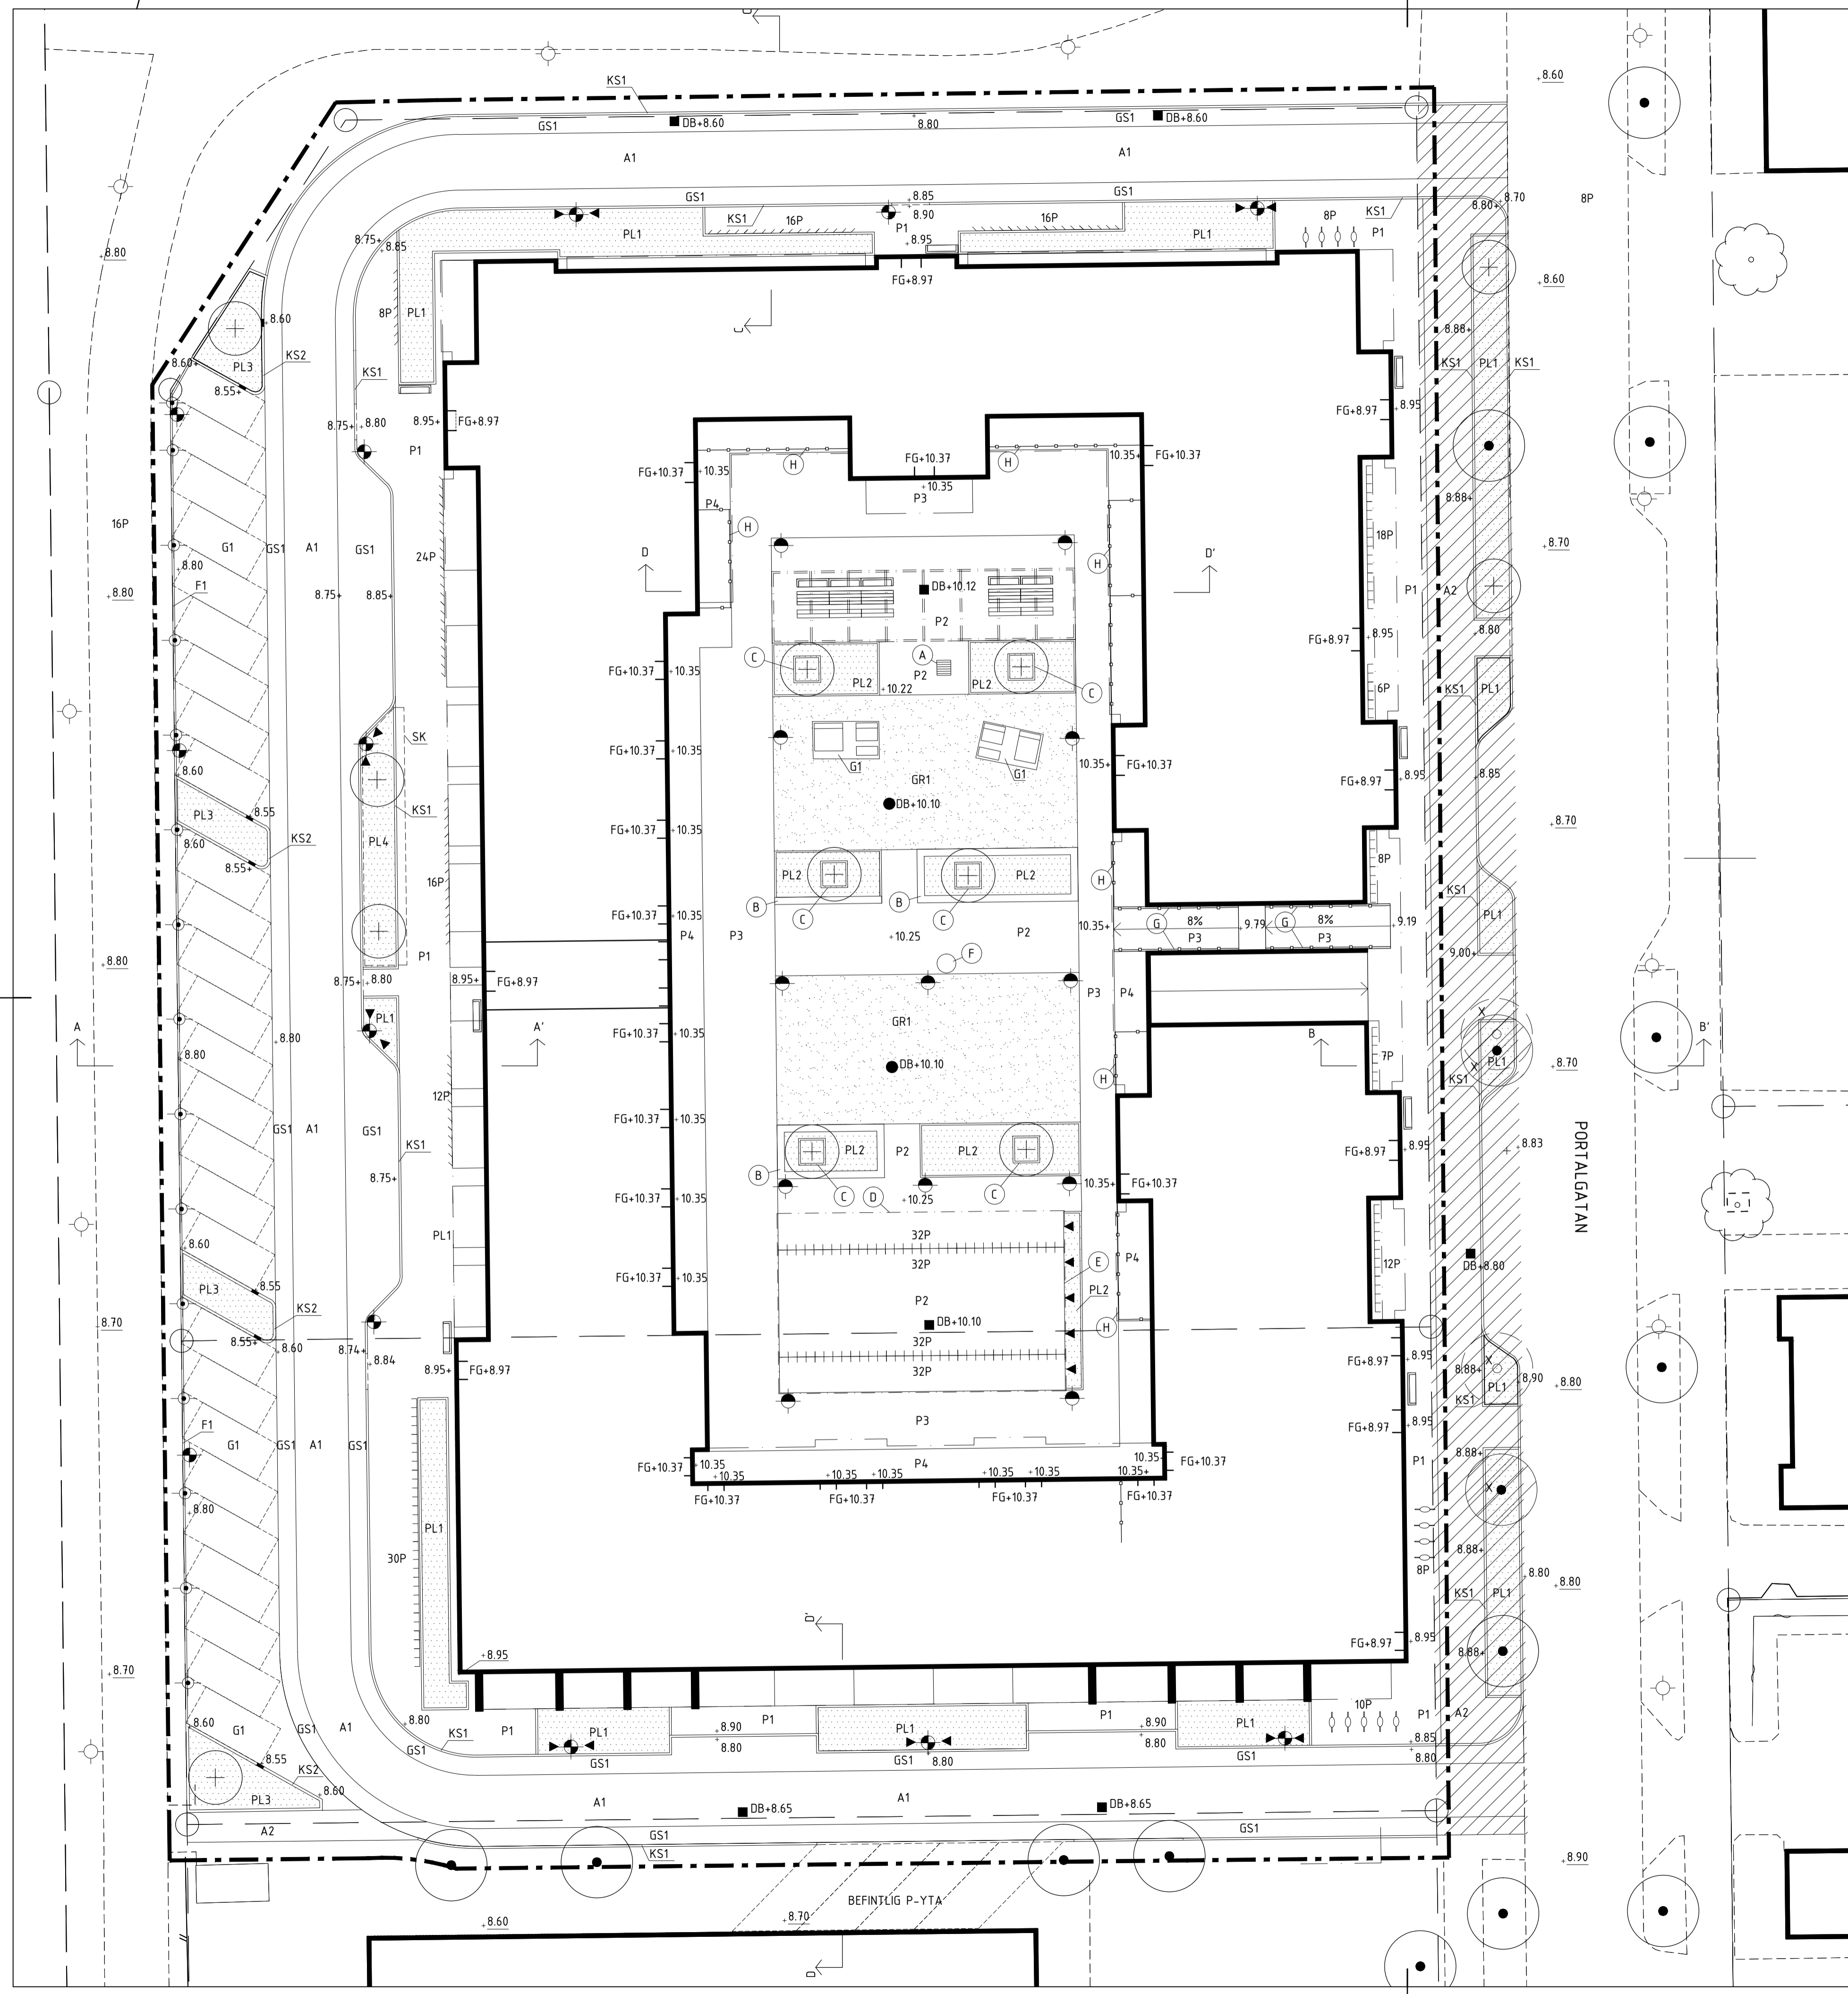 KS1
8.60
GS1
DB+8.60
8.80
GS1
DB+8.60
A1
A1
GS1
8.85
GS1
8.80+
8.70
8P
KS1
16P
8.90
16P
8P
KS1
P1
P1
8.75+
8.85
PL1
8.95
PL1
8.80
FG+8.97
8.60
8P
PL1
8.60
8.88+
KS2
8.60+
PL3
KS1
PL1
KS1
KS1
8.55+
8.75+
8.80
8.95+
FG+8.97
FG+8.97
8.95
P1
FG+10.37
10.35
H
FG+10.37
10.35
H
10.35+
FG+10.37
P3
8.88+
P4
H
16P
G1
GS1
A1
GS1
24P
D
D'
18P
8.70
8.80
H
F1
DB+10.12
8.80
8.75+
8.85+
P1
A2
P2
FG+8.97
8.95
8.80
FG+10.37
10.35
C
A
P2
PL2
10.22
PL2
C
6P
KS1
PL1
SK
FG+10.37
10.35
10.35+
FG+10.37
G1
G1
8.60
GR1
FG+8.97
8.95
8.85
DB+10.10
PL3
8.55
KS1
8.70
FG+10.37
10.35
8.60
KS2
PL4
8.55+
8P
PL2
PL2
H
16P
KS1
B
B
C
C
FG+10.37
10.35
PL1
G
8%
9.79
G
8%
9.19
P4
P3
10.25
P2
10.35+
P3
P3
P1
F
9.00+
8.80
8.75+
8.80
8.95+
FG+8.97
P3
P4
PL1
GR1
X
A
A'
FG+10.37
10.35
B
B'
8.80
8.80
7P
PL1
X
8.70
DB+10.10
H
KS1
12P
FG+10.37
10.35
GS1
A1
GS1
PORTALGATAN
8.83
KS1
PL2
P2
PL2
FG+8.97
8.95
8.75+
B
C
D
C
10.35+
FG+10.37
FG+10.37
10.35
10.25
PL1
32P
P4
8.60
32P
E
12P
DB+8.80
FG+10.37
10.35
PL3
8.55
PL2
P2
KS2
DB+10.10
H
8.70
8.55+
8.60
8.74+
8.84
32P
8.95+
FG+8.97
32P
FG+8.97
8.95
X
8.88+
PL1
8.90
8.80
KS1
F1
P3
FG+8.97
8.95
G1
GS1
A1
GS1
P4
8.88+
FG+10.37
10.35
10.35
10.35
10.35
10.35
10.35
10.35+
10.35+
FG+10.37
P1
FG+10.37
FG+10.37
FG+10.37
FG+10.37
X
8.80
PL1
30P
8.88+
8P
8.80
8.80
KS1
PL1
8.95
FG+8.97
8.95
8.88+
8.70
8.60
G1
GS1
A1
8.80
KS1
P1
PL1
8.90
P1
PL1
P1
8.90
PL1
10P
P1
A2
GS1
8.80
8.80
8.85
8.55
GS1
GS1
8.80
GS1
8.80
KS2
8.60
PL3
A1
DB+8.65
A1
DB+8.65
A2
GS1
GS1
KS1
8.90
BEFINTLIG P-YTA
8.60
8.70
D